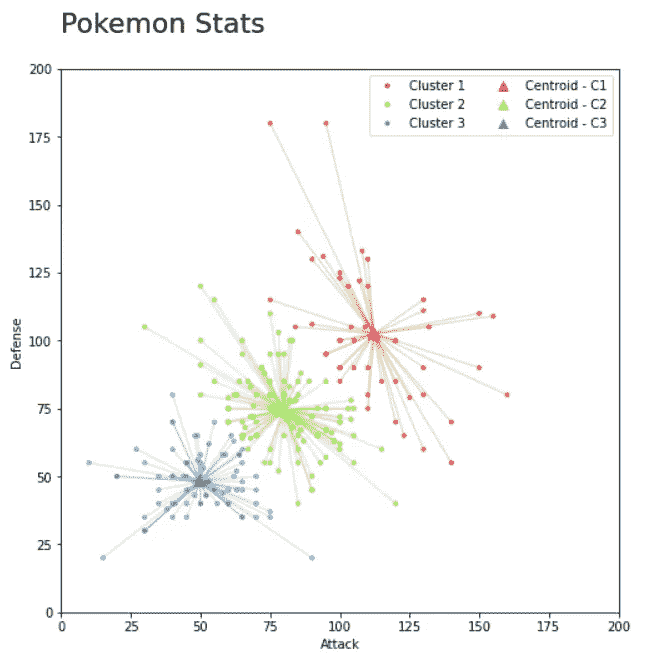 Pokemon Stats
200
175
150
125
100
75
50
25
0
Defense
Cluster 1
Cluster 2
Cluster 3
Centroid - C1
Centroid - C2
Centroid - C3
0 25 50 75 100 125 150 175 200
Attack